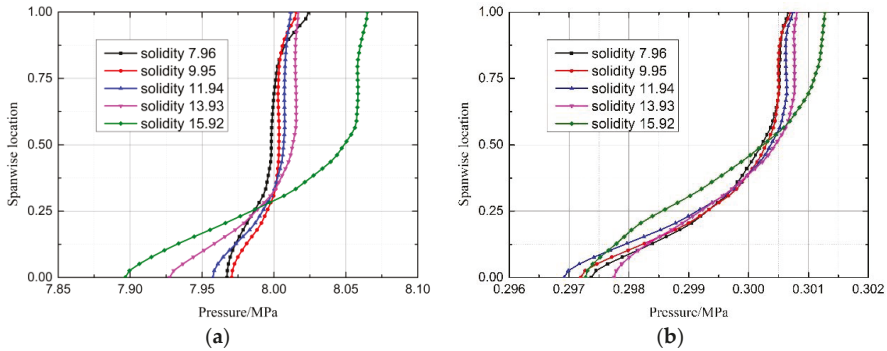 1.00
0.75
0.50
0.25
0.00
Spanwise location
solidity 7.96
solidity 9.95
solidity 11.94
solidity 13.93
solidity 15.92
7.85 7.90 7.95 8.00 8.05 8.10
Pressure/MPa
(a)
1.00
0.75
0.50
0.25
0.00
Spanwise location
solidity 7.96
solidity 9.95
solidity 11.94
solidity 13.93
solidity 15.92
0.296 0.297 0.298 0.299 0.300 0.301 0.302
Pressure/MPa
(b)